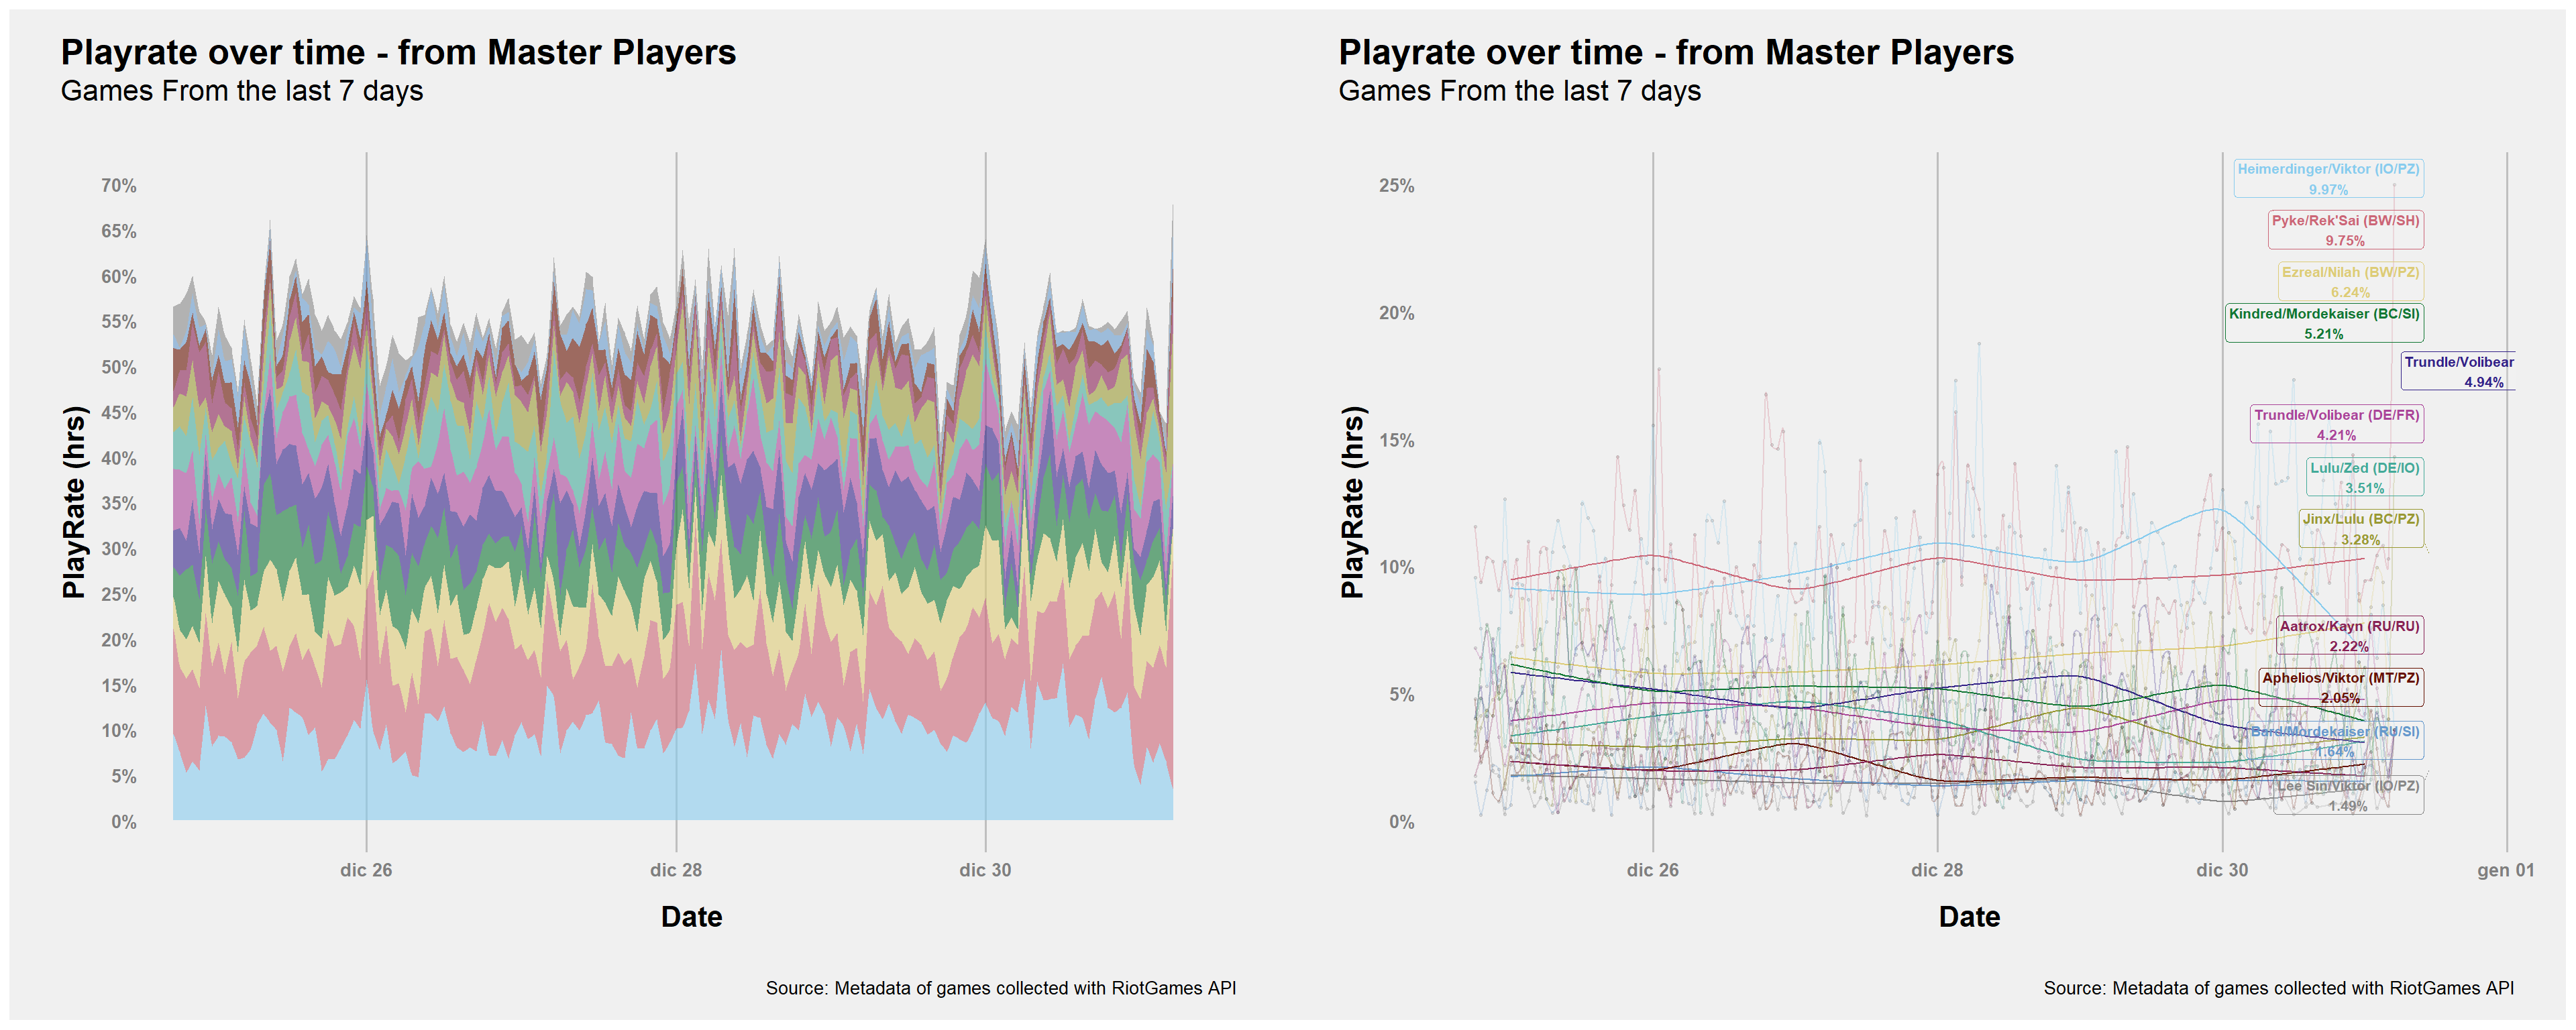 Playrate over time - from Master Players
Games From the last 7 days
PlayRate (hrs)
70%
65%
60%
55%
50%
45%
40%
35%
30%
25%
20%
15%
10%
5%
0%
dic 26
dic 28
dic 30
Date
Source: Metadata of games collected with RiotGames API
Playrate over time - from Master Players
Games From the last 7 days
PlayRate (hrs)
25%
20%
15%
10%
5%
0%
Heimerdinger/Viktor (IO/PZ)
9.97%
Pyke/Rek'Sai (BW/SH)
9.75%
Ezreal/Nilah (BW/PZ)
6.24%
Kindred/Mordekaiser (BC/SI)
5.21%
Trundle/Volibear
4.94%
Trundle/Volibear (DE/FR)
4.21%
Lulu/Zed (DE/IO)
3.51%
Jinx/Lulu (BC/PZ)
3.28%
Aatrox/Kayn (RU/RU)
2.22%
Aphelios/Viktor (MT/PZ)
2.05%
Bard/Mordekaiser (RU/SI)
1.64%
Lee Sin/Viktor (IO/PZ)
1.49%
dic 26
dic 28
dic 30
gen 01
Date
Source: Metadata of games collected with RiotGames API